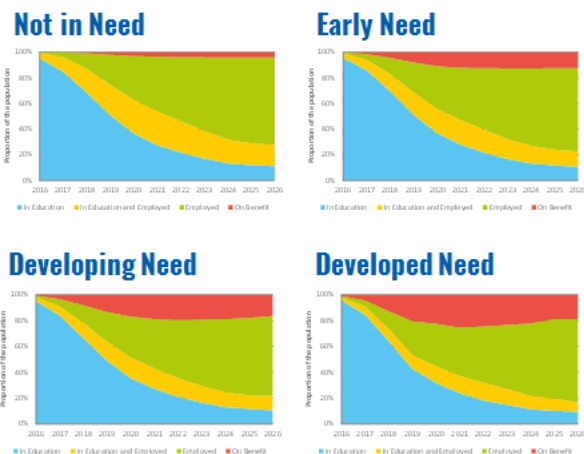 Not in Need
Early Need
100%
80%
60%
40%
20%
0%
Proportion of the population
2016 2017 2018 2019 2020 2021 2022 2023 2024 2025 2026
In Education In Education and Employed Employed On Benefit
100%
80%
60%
40%
20%
0%
Proportion of the population
2016 2017 2018 2019 2020 2021 2022 2023 2024 2025 2026
In Education In Education and Employed Employed On Benefit
Developing Need
Developed Need
100%
80%
60%
40%
20%
0%
Proportion of the population
2016 2017 2018 2019 2020 2021 2022 2023 2024 2025 2026
In Education In Education and Employed Employed On Benefit
100%
80%
60%
40%
20%
0%
Proportion of the population
2016 2017 2018 2019 2020 2021 2022 2023 2024 2025 2026
In Education In Education and Employed Employed On Benefit